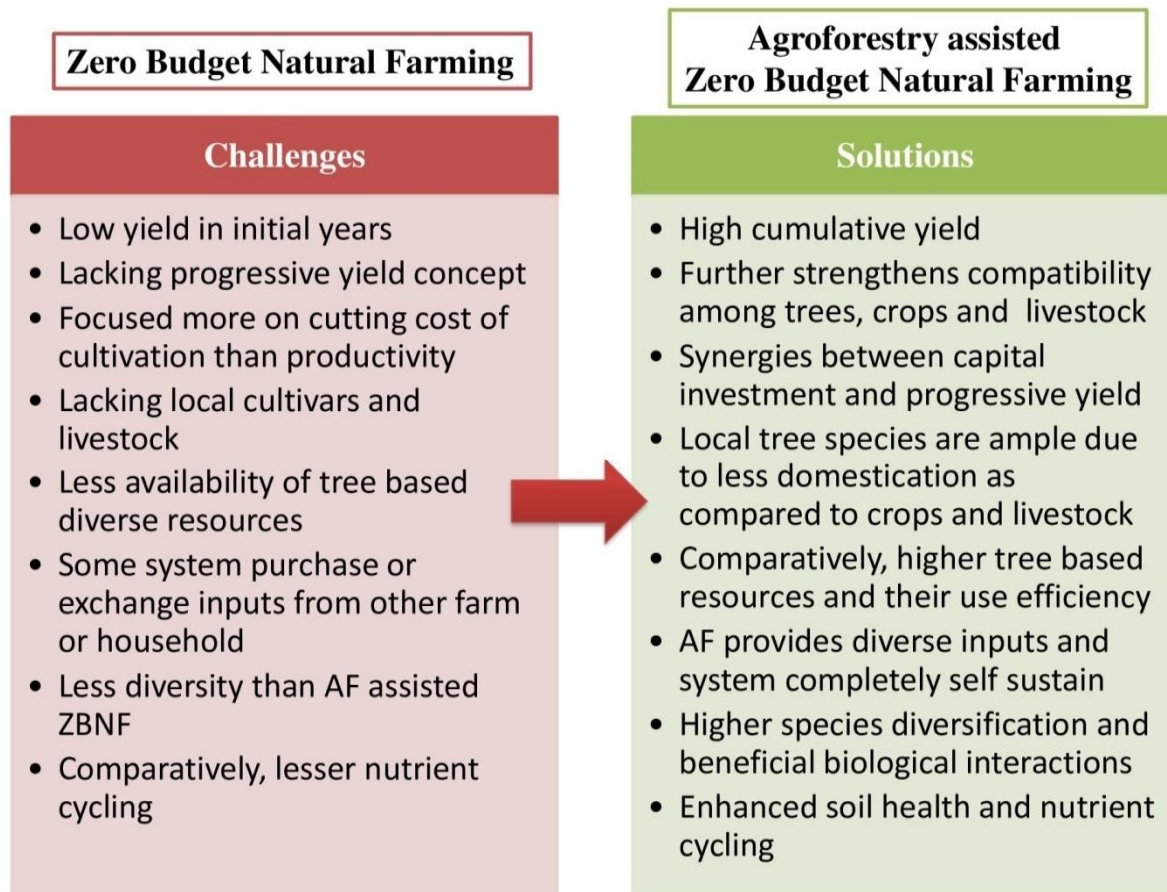 Zero Budget Natural Farming
Challenges
• Low yield in initial years
• Lacking progressive yield concept
• Focused more on cutting cost of
cultivation than productivity
• Lacking local cultivars and
livestock
• Less availability of tree based
diverse resources
• Some system purchase or
exchange inputs from other farm
or household
• Less diversity than AF assisted
ZBNF
• Comparatively, lesser nutrient
cycling
Agroforestry assisted
Zero Budget Natural Farming
Solutions
• High cumulative yield
• Further strengthens compatibility
among trees, crops and livestock
• Synergies between capital
investment and progressive yield
• Local tree species are ample due
to less domestication as
compared to crops and livestock
• Comparatively, higher tree based
resources and their use efficiency
• AF provides diverse inputs and
system completely self sustain
• Higher species diversification and
beneficial biological interactions
• Enhanced soil health and nutrient
cycling